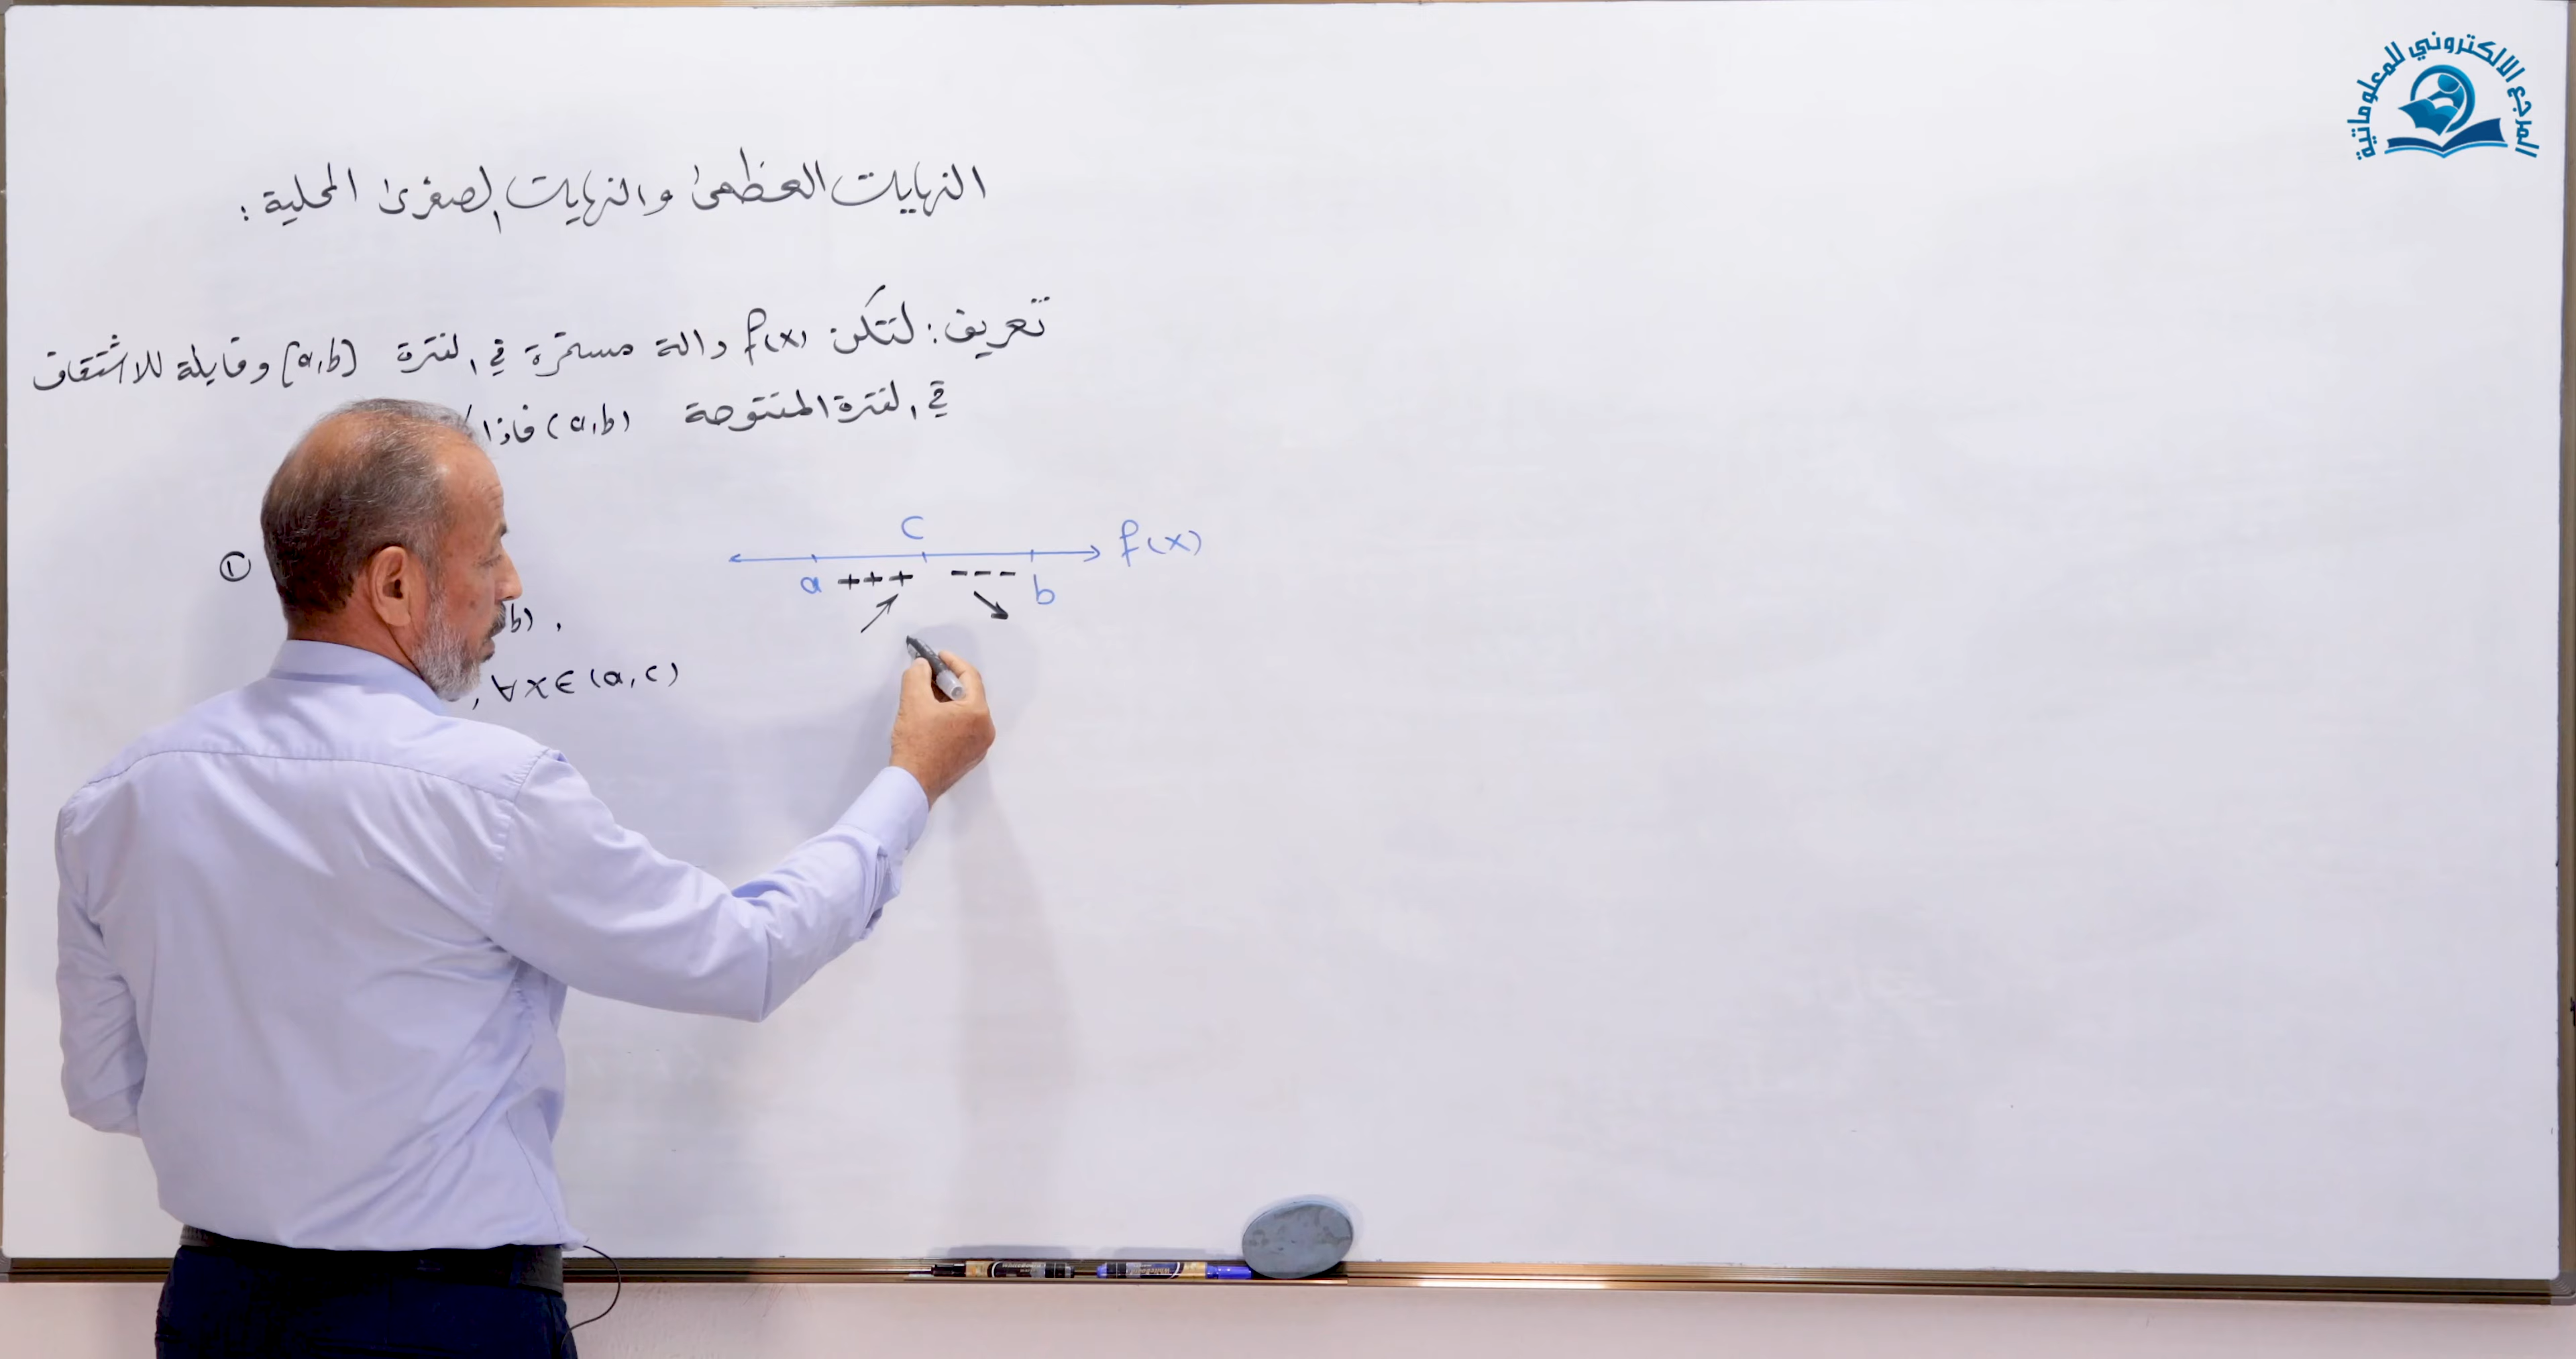 المرجع الالكتروني للمعلوماتية
النهايات العظمى والنهايات الصغرى المحلية :
تعريف : لتكن f(x) دالة مستمرة في الفترة [a,b] وقابلة للاشتقاق
في الفترة المفتوحة (a,b) فاذا
c
f(x)
a +++ --- b
①
b) ,
, ∀x∈(a,c)